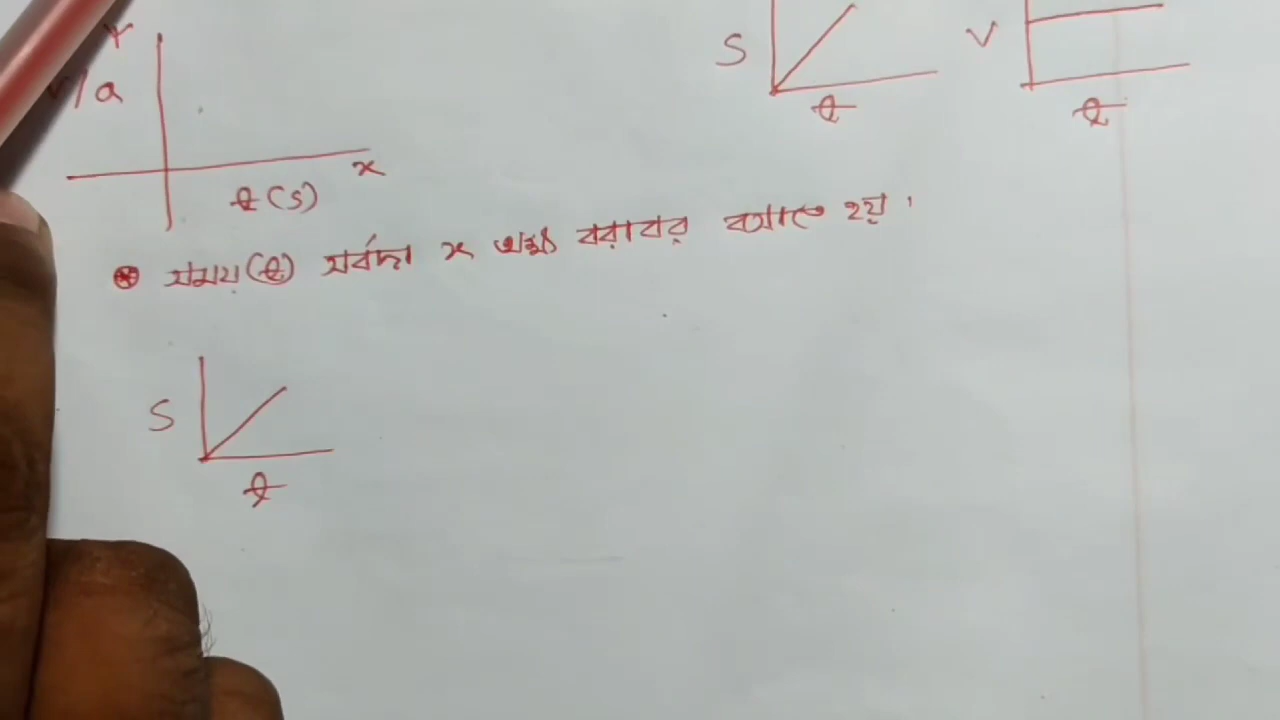 Y
/a
x
t(s)
S
t
V
t
সময়(t) সর্বদা x অক্ষ বরাবর বসাতে হয়।
S
t